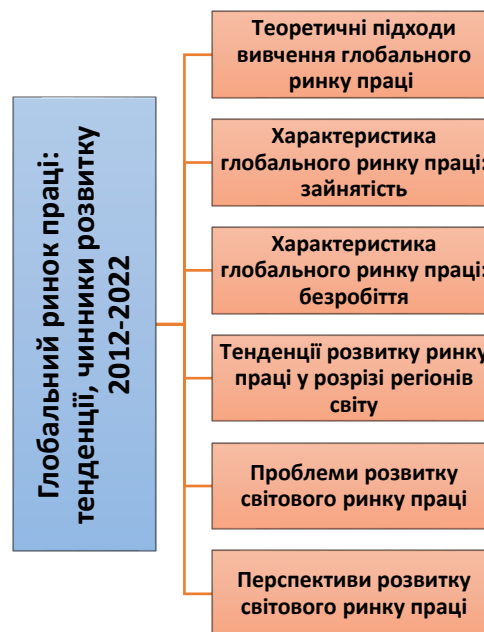 Глобальний ринок праці:
тенденції, чинники розвитку
2012-2022
Теоретичні підходи
вивчення глобального
ринку праці
Характеристика
глобального ринку праці:
зайнятість
Характеристика
глобального ринку праці:
безробіття
Тенденції розвитку ринку
праці у розрізі регіонів
світу
Проблеми розвитку
світового ринку праці
Перспективи розвитку
світового ринку праці